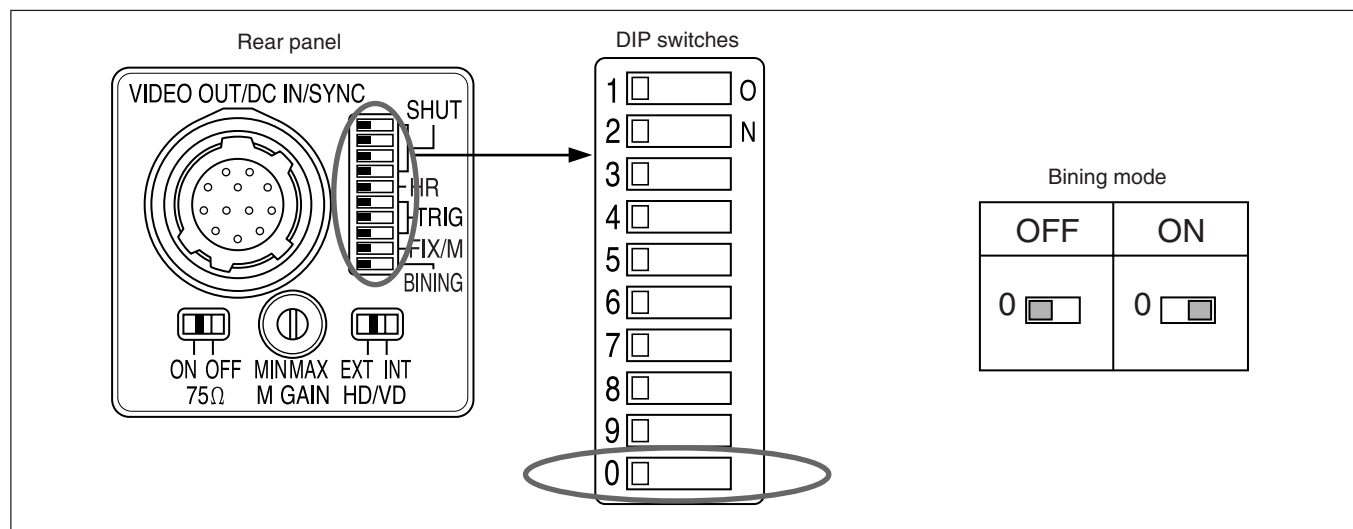 Rear panel
VIDEO OUT/DC IN/SYNC
SHUT
HR
TRIG
FIX/M
BINING
ON OFF
75Ω
MIN MAX
M GAIN
EXT INT
HD/VD
DIP switches
1 O
2 N
3
4
5
6
7
8
9
0
Bining mode
OFF ON
0 0